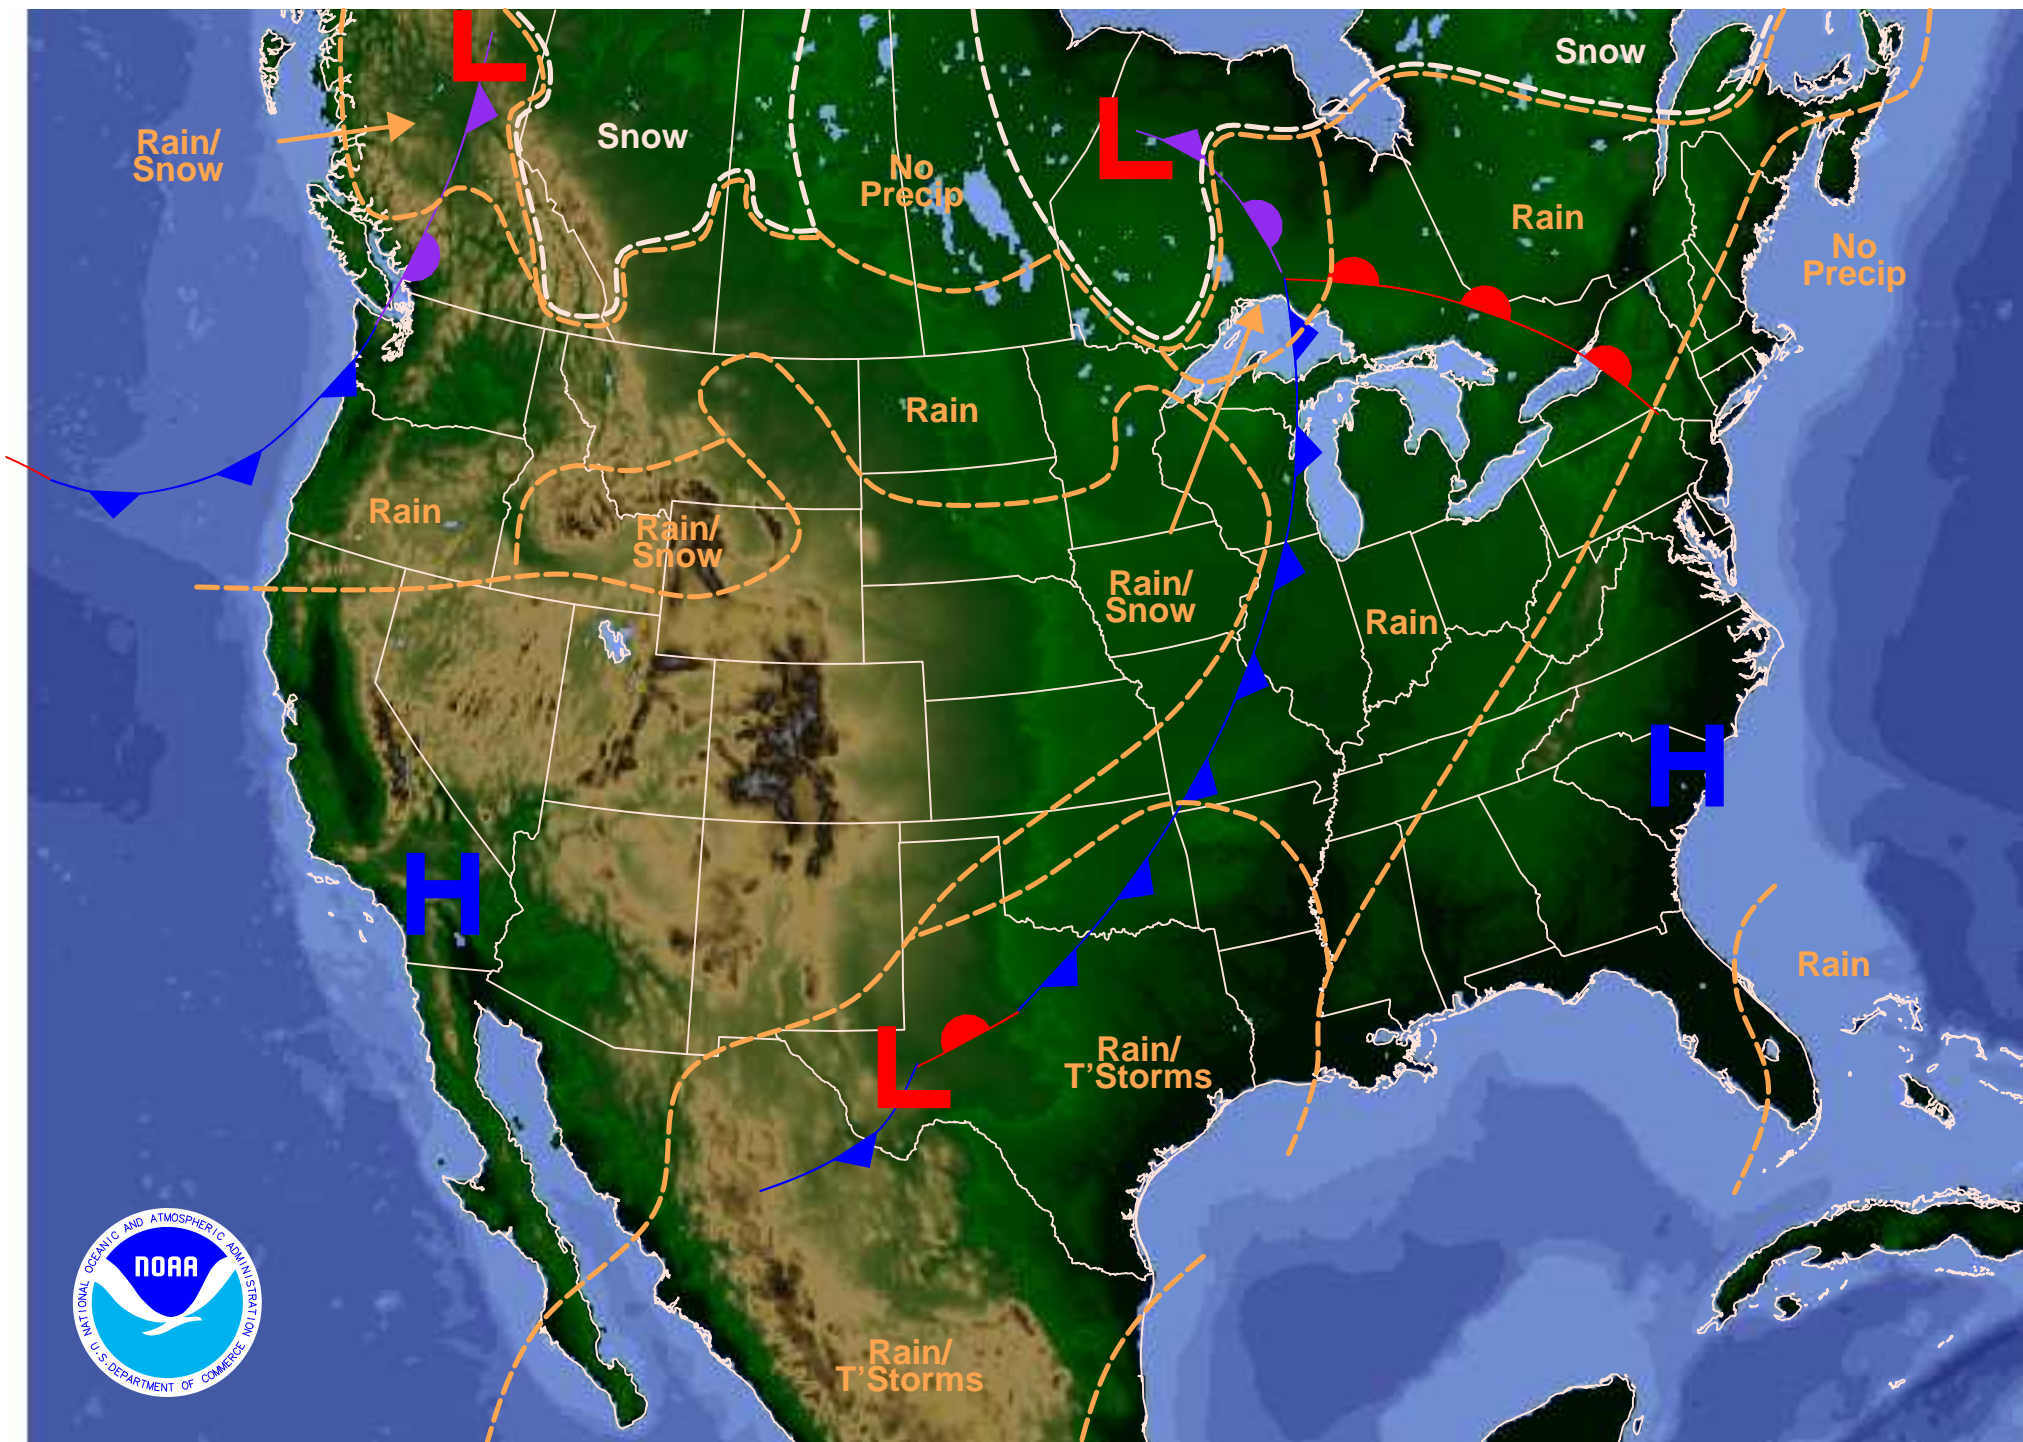 L
Snow
L
Rain/
Snow
Snow
No
Precip
Rain
No
Precip
Rain
Rain
Rain/
Snow
Rain/
Snow
Rain
H
H
Rain
L
Rain/
T'Storms
NATIONAL OCEANIC AND ATMOSPHERIC ADMINISTRATION
NOAA
U.S. DEPARTMENT OF COMMERCE
Rain/
T'Storms